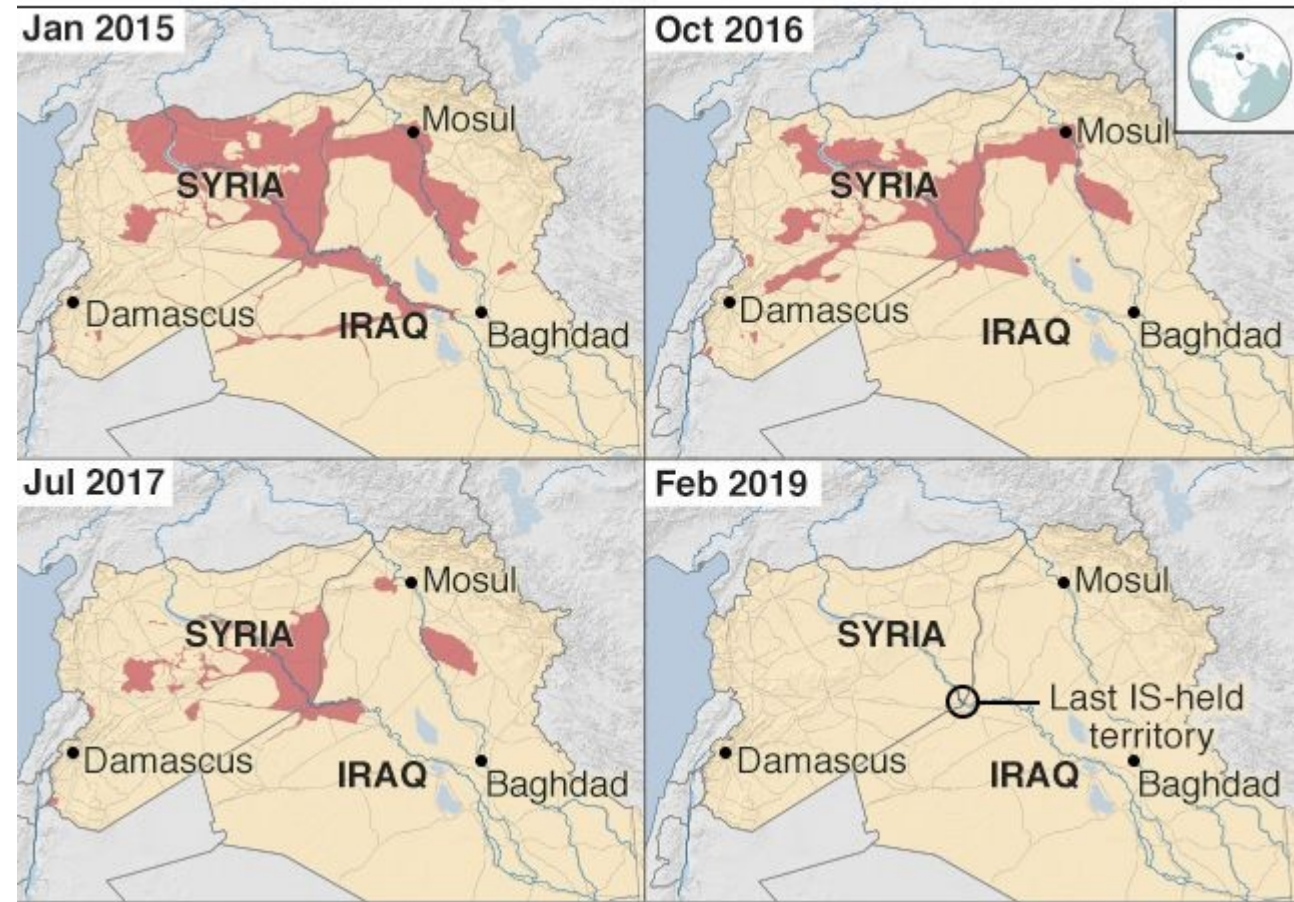 Jan 2015
Mosul
SYRIA
Damascus
IRAQ
Baghdad
Oct 2016
Mosul
SYRIA
Damascus
IRAQ
Baghdad
Jul 2017
Mosul
SYRIA
Damascus
IRAQ
Baghdad
Feb 2019
Mosul
SYRIA
Last IS-held
territory
Damascus
IRAQ
Baghdad